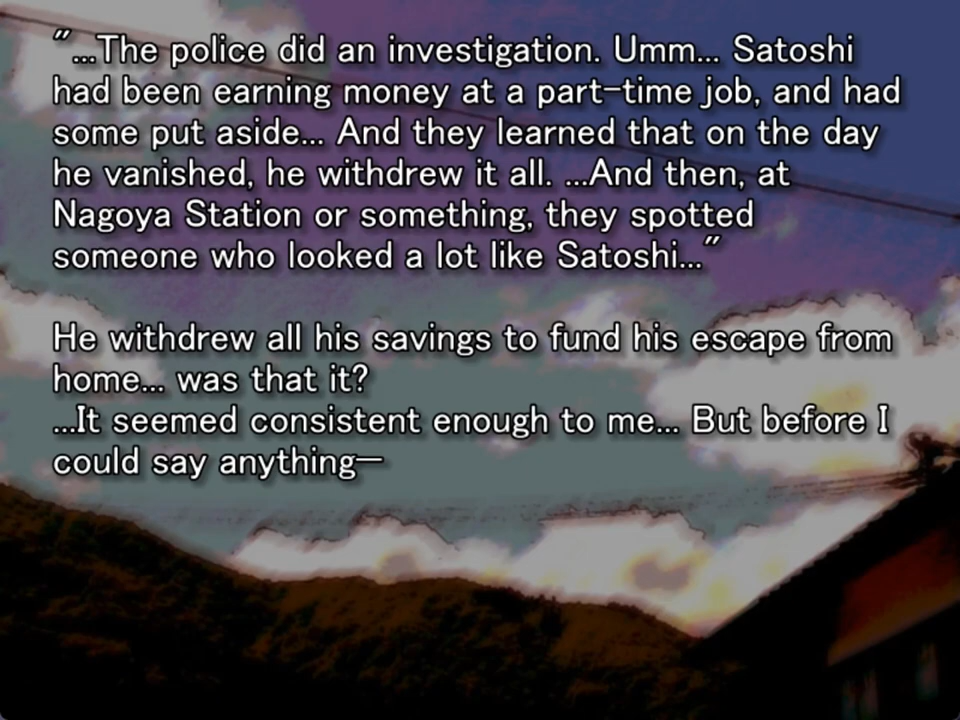 "...The police did an investigation. Umm... Satoshi
had been earning money at a part-time job, and had
some put aside... And they learned that on the day
he vanished, he withdrew it all. ...And then, at
Nagoya Station or something, they spotted
someone who looked a lot like Satoshi..."
He withdrew all his savings to fund his escape from
home... was that it?
...It seemed consistent enough to me... But before I
could say anything—